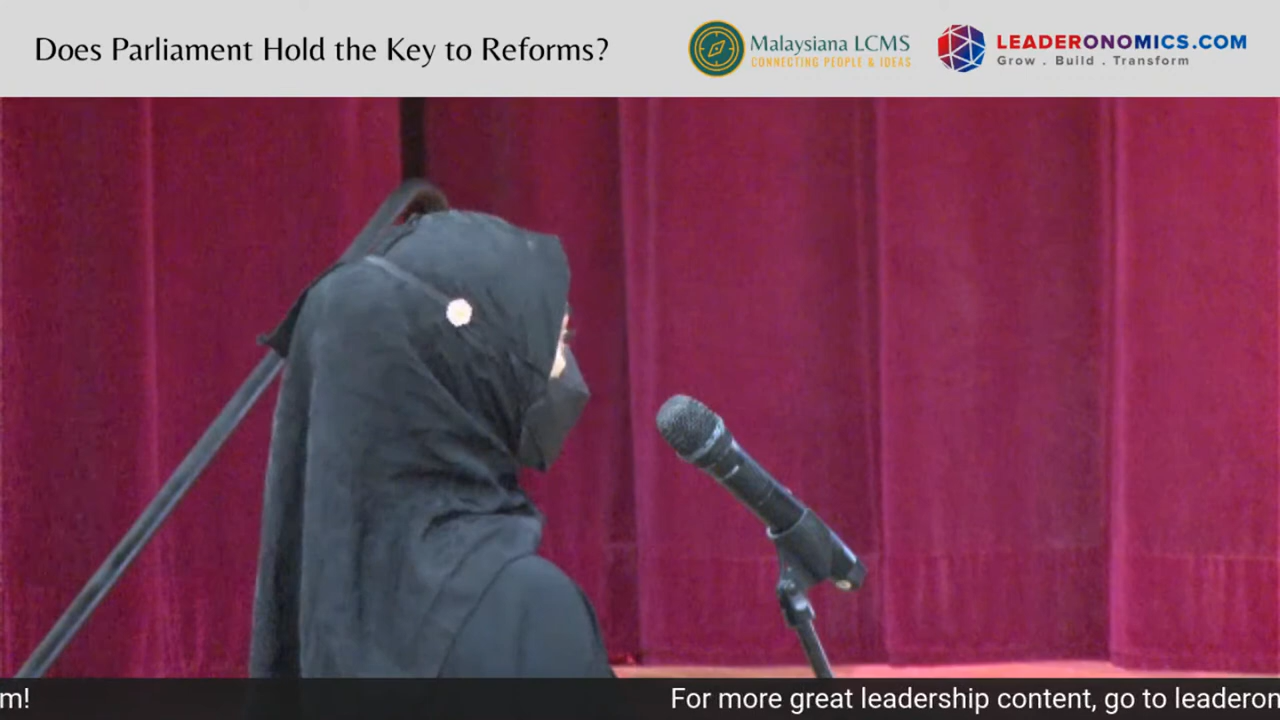 Does Parliament Hold the Key to Reforms?
Malaysiana LCMS
CONNECTING PEOPLE & IDEAS
LEADERONOMICS.COM
Grow . Build . Transform
m!
For more great leadership content, go to leaderon